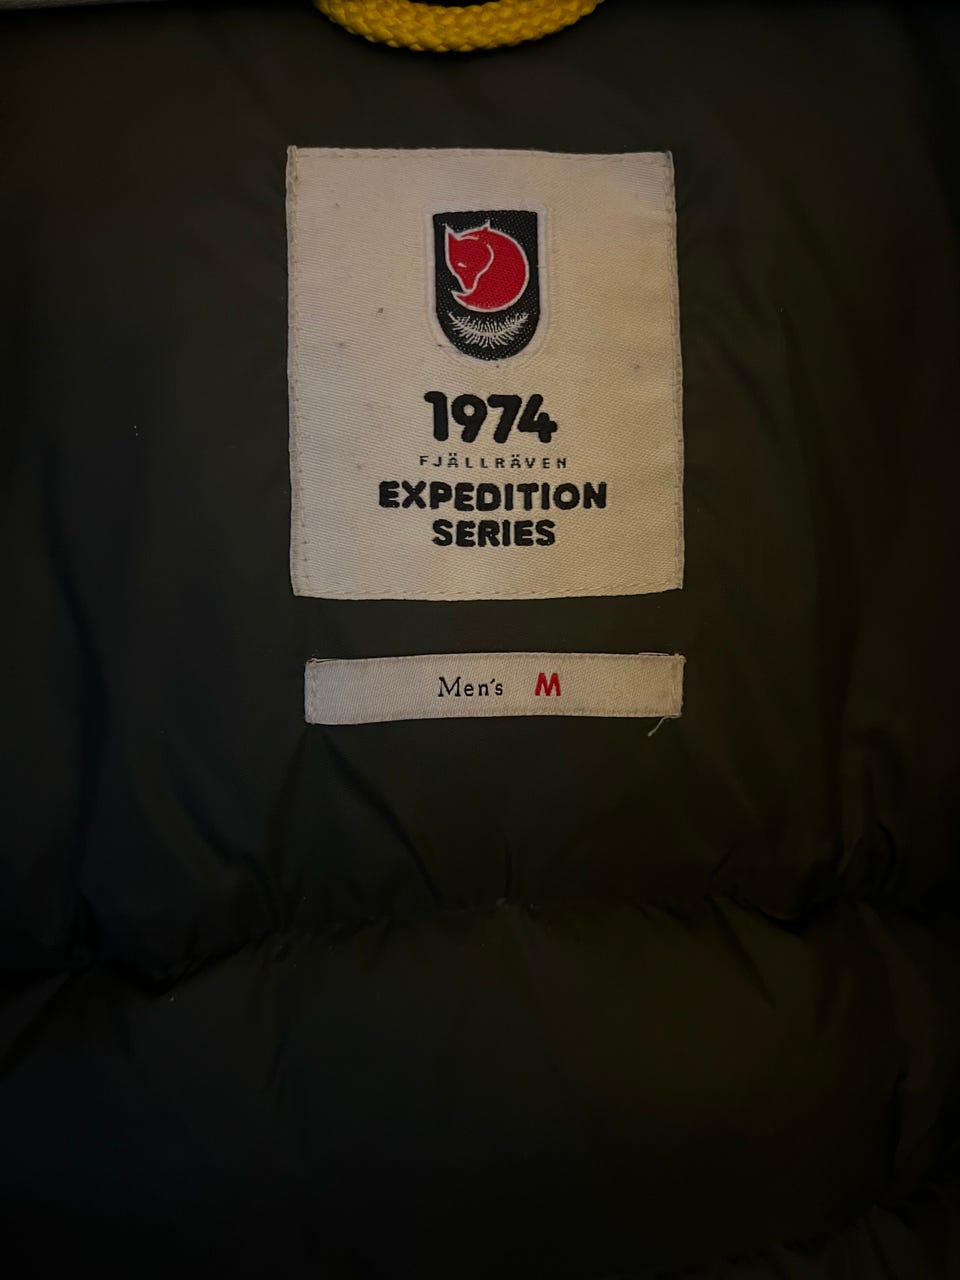 1974
FJÄLLRÄVEN
EXPEDITION
SERIES
Men's M